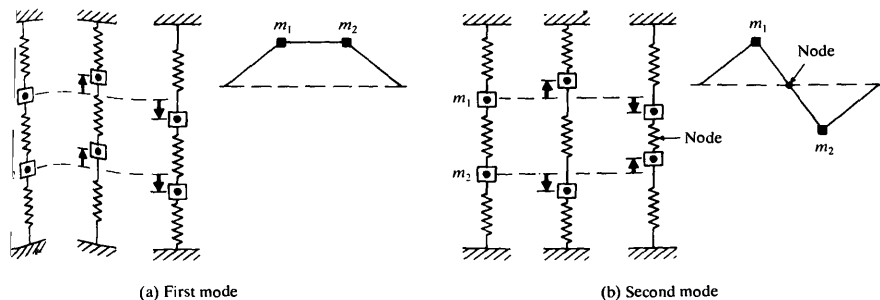 m₁ m₂
m₁
Node
m₁
m₂
Node
m₂
(a) First mode
(b) Second mode